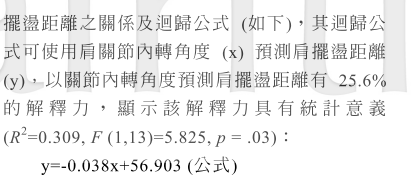 擺盪距離之關係及迴歸公式 (如下)，其迴歸公
式可使用肩關節內轉角度 (x) 預測肩擺盪距離
(y)，以關節內轉角度預測肩擺盪距離有 25.6%
的解釋力，顯示該解釋力具有統計意義
(R²=0.309, F (1,13)=5.825, p = .03)：
y=-0.038x+56.903 (公式)